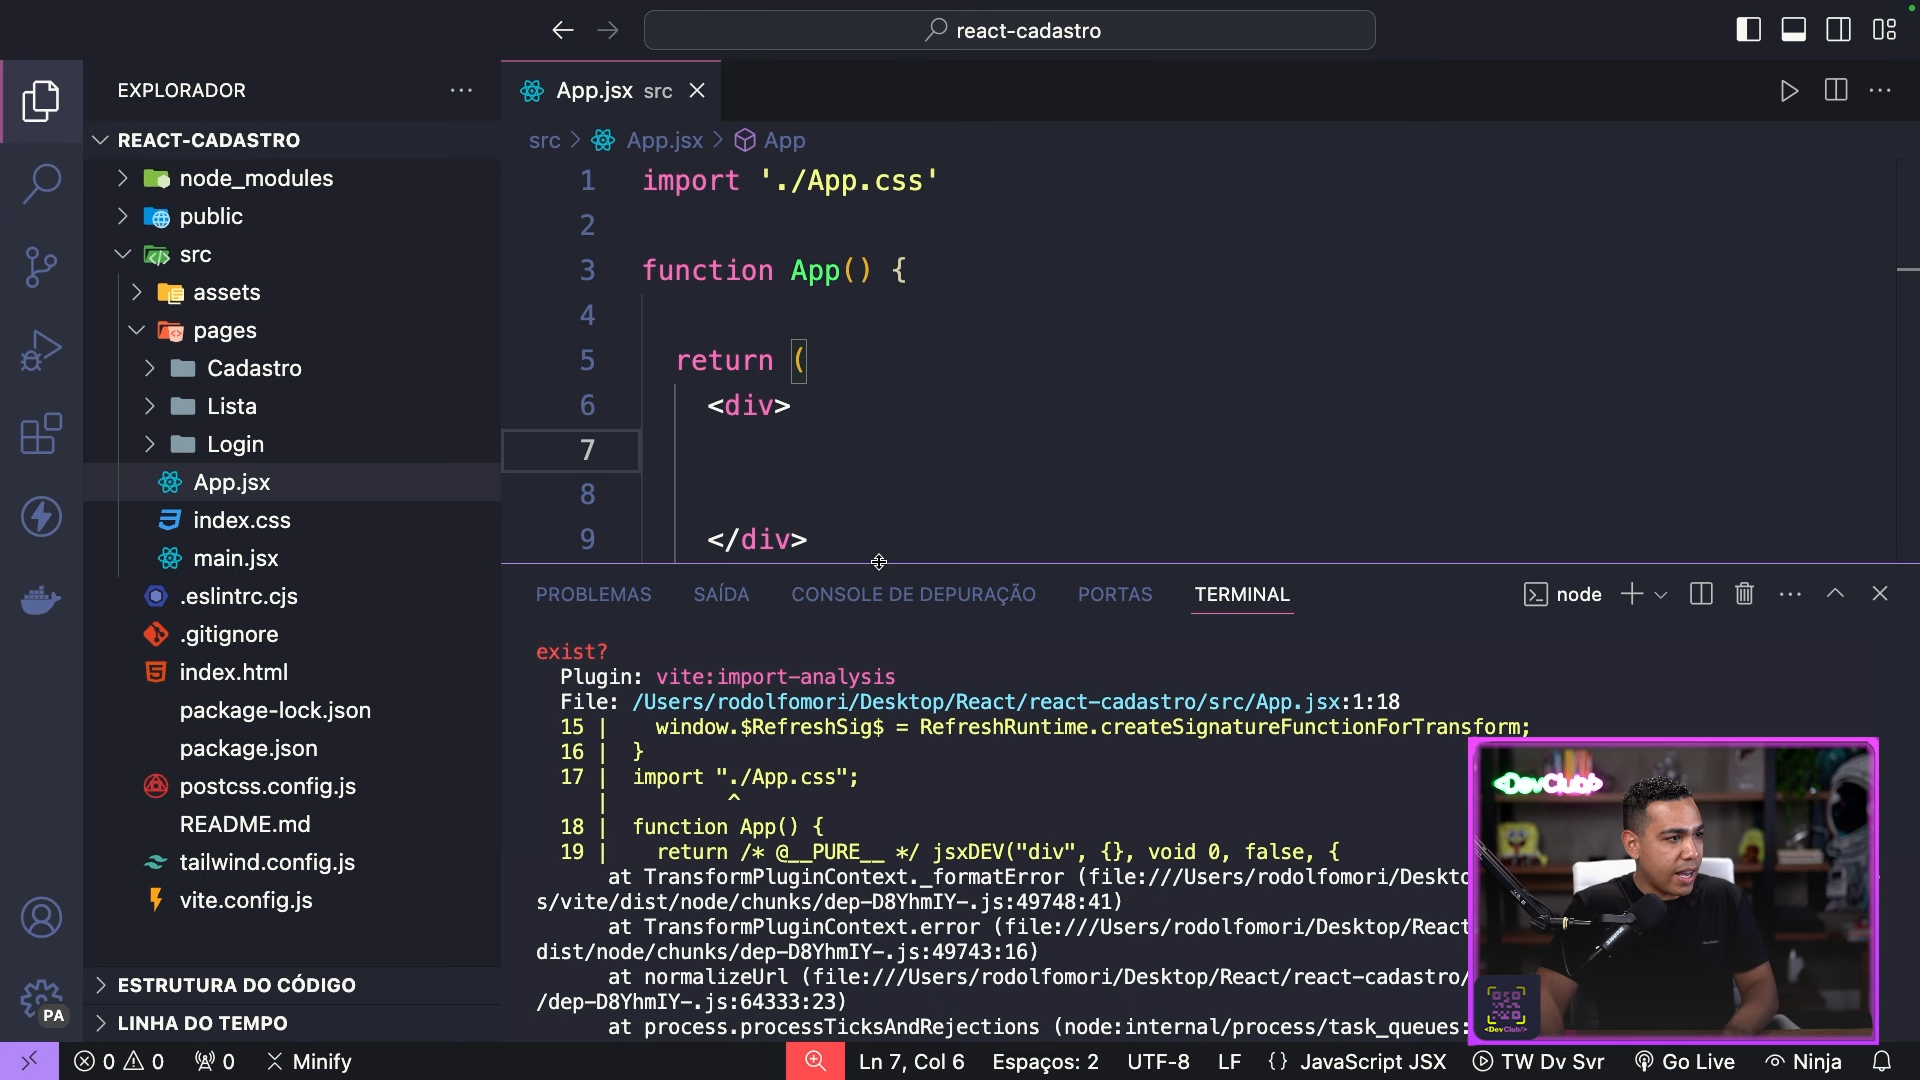 react-cadastro
EXPLORADOR
REACT-CADASTRO
node_modules
public
src
assets
pages
Cadastro
Lista
Login
App.jsx
index.css
main.jsx
.eslintrc.cjs
.gitignore
index.html
package-lock.json
package.json
postcss.config.js
README.md
tailwind.config.js
vite.config.js
ESTRUTURA DO CÓDIGO
LINHA DO TEMPO
PA
App.jsx src
src > App.jsx > App
1 import './App.css'
2
3 function App() {
4
5 return (
6 <div>
7
8
9 </div>
PROBLEMAS SAÍDA CONSOLE DE DEPURAÇÃO PORTAS TERMINAL node
exist?
Plugin: vite:import-analysis
File: /Users/rodolfomori/Desktop/React/react-cadastro/src/App.jsx:1:18
15 | window.$RefreshSig$ = RefreshRuntime.createSignatureFunctionForTransform;
16 | }
17 | import "./App.css";
| ^
18 | function App() {
19 | return /* @__PURE__ */ jsxDEV("div", {}, void 0, false, {
at TransformPluginContext._formatError (file:///Users/rodolfomori/Deskto
s/vite/dist/node/chunks/dep-D8YhmIY-.js:49748:41)
at TransformPluginContext.error (file:///Users/rodolfomori/Desktop/React
dist/node/chunks/dep-D8YhmIY-.js:49743:16)
at normalizeUrl (file:///Users/rodolfomori/Desktop/React/react-cadastro/
/dep-D8YhmIY-.js:64333:23)
at process.processTicksAndRejections (node:internal/process/task_queues:
<DevClub/>
<DevClub/>
0 0 0 Minify Ln 7, Col 6 Espaços: 2 UTF-8 LF {} JavaScript JSX TW Dv Svr Go Live Ninja